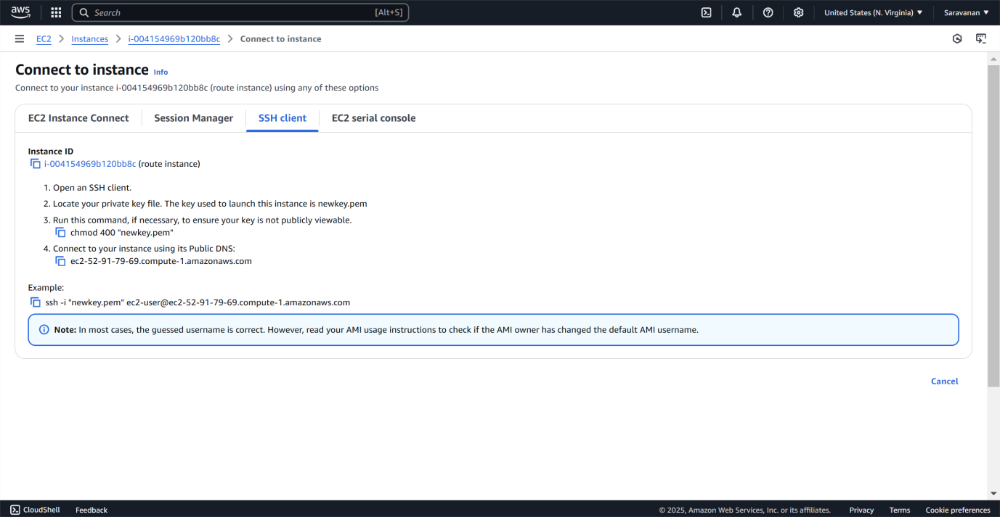 aws
Search [Alt+S]
United States (N. Virginia) ▼
Saravanan ▼
EC2 > Instances > i-004154969b120bb8c > Connect to instance
Connect to instance Info
Connect to your instance i-004154969b120bb8c (route instance) using any of these options
EC2 Instance Connect
Session Manager
SSH client
EC2 serial console
Instance ID
i-004154969b120bb8c (route instance)
1. Open an SSH client.
2. Locate your private key file. The key used to launch this instance is newkey.pem
3. Run this command, if necessary, to ensure your key is not publicly viewable.
chmod 400 "newkey.pem"
4. Connect to your instance using its Public DNS:
ec2-52-91-79-69.compute-1.amazonaws.com
Example:
ssh -i "newkey.pem" ec2-user@ec2-52-91-79-69.compute-1.amazonaws.com
Note: In most cases, the guessed username is correct. However, read your AMI usage instructions to check if the AMI owner has changed the default AMI username.
Cancel
CloudShell
Feedback
© 2025, Amazon Web Services, Inc. or its affiliates.
Privacy
Terms
Cookie preferences